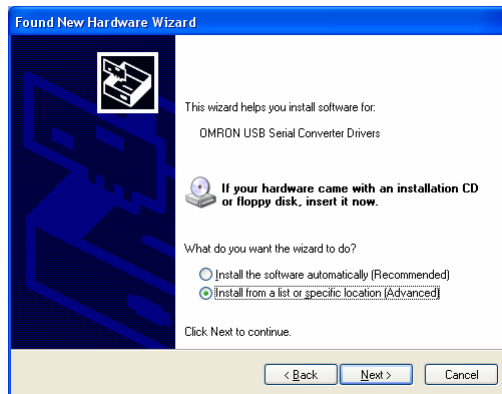 Found New Hardware Wizard
This wizard helps you install software for:
OMRON USB Serial Converter Drivers
If your hardware came with an installation CD
or floppy disk, insert it now.
What do you want the wizard to do?
Install the software automatically (Recommended)
Install from a list or specific location (Advanced)
Click Next to continue.
< Back Next > Cancel